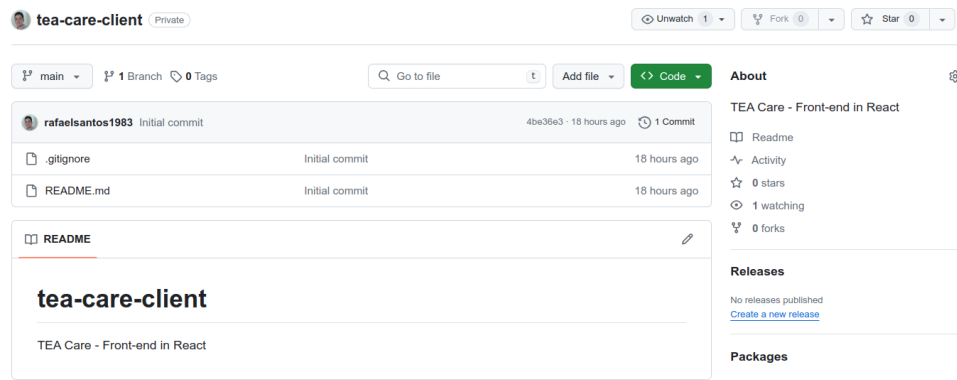 tea-care-client Private Unwatch 1 Fork 0 Star 0
main 1 Branch 0 Tags Go to file t Add file Code About
TEA Care - Front-end in React
rafaelsantos1983 Initial commit 4be36e3 · 18 hours ago 1 Commit
Readme
.gitignore Initial commit 18 hours ago
Activity
0 stars
README.md Initial commit 18 hours ago
1 watching
0 forks
README
Releases
tea-care-client
No releases published
Create a new release
TEA Care - Front-end in React
Packages